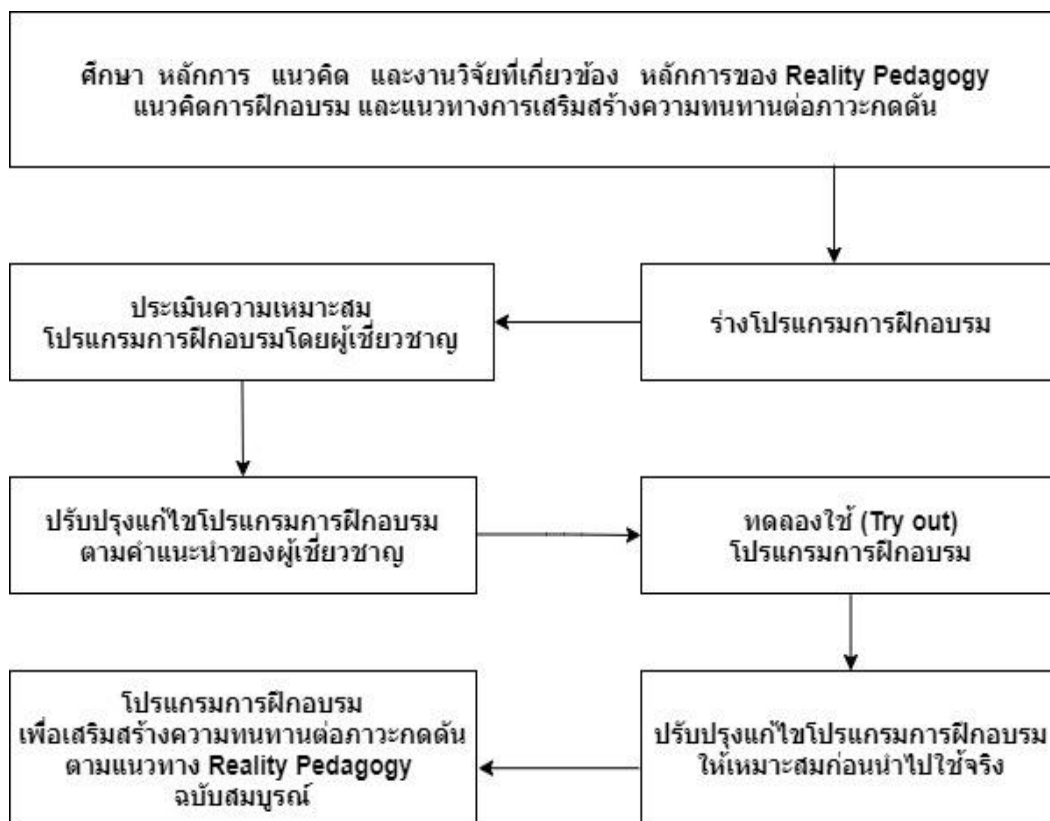 ศึกษา หลักการ แนวคิด และงานวิจัยที่เกี่ยวข้อง หลักการของ Reality Pedagogy
แนวคิดการฝึกอบรม และแนวทางการเสริมสร้างความทนทานต่อภาวะกดดัน
ร่างโปรแกรมการฝึกอบรม
ประเมินความเหมาะสม
โปรแกรมการฝึกอบรมโดยผู้เชี่ยวชาญ
ปรับปรุงแก้ไขโปรแกรมการฝึกอบรม
ตามคำแนะนำของผู้เชี่ยวชาญ
ทดลองใช้ (Try out)
โปรแกรมการฝึกอบรม
ปรับปรุงแก้ไขโปรแกรมการฝึกอบรม
ให้เหมาะสมก่อนนำไปใช้จริง
โปรแกรมการฝึกอบรม
เพื่อเสริมสร้างความทนทานต่อภาวะกดดัน
ตามแนวทาง Reality Pedagogy
ฉบับสมบูรณ์